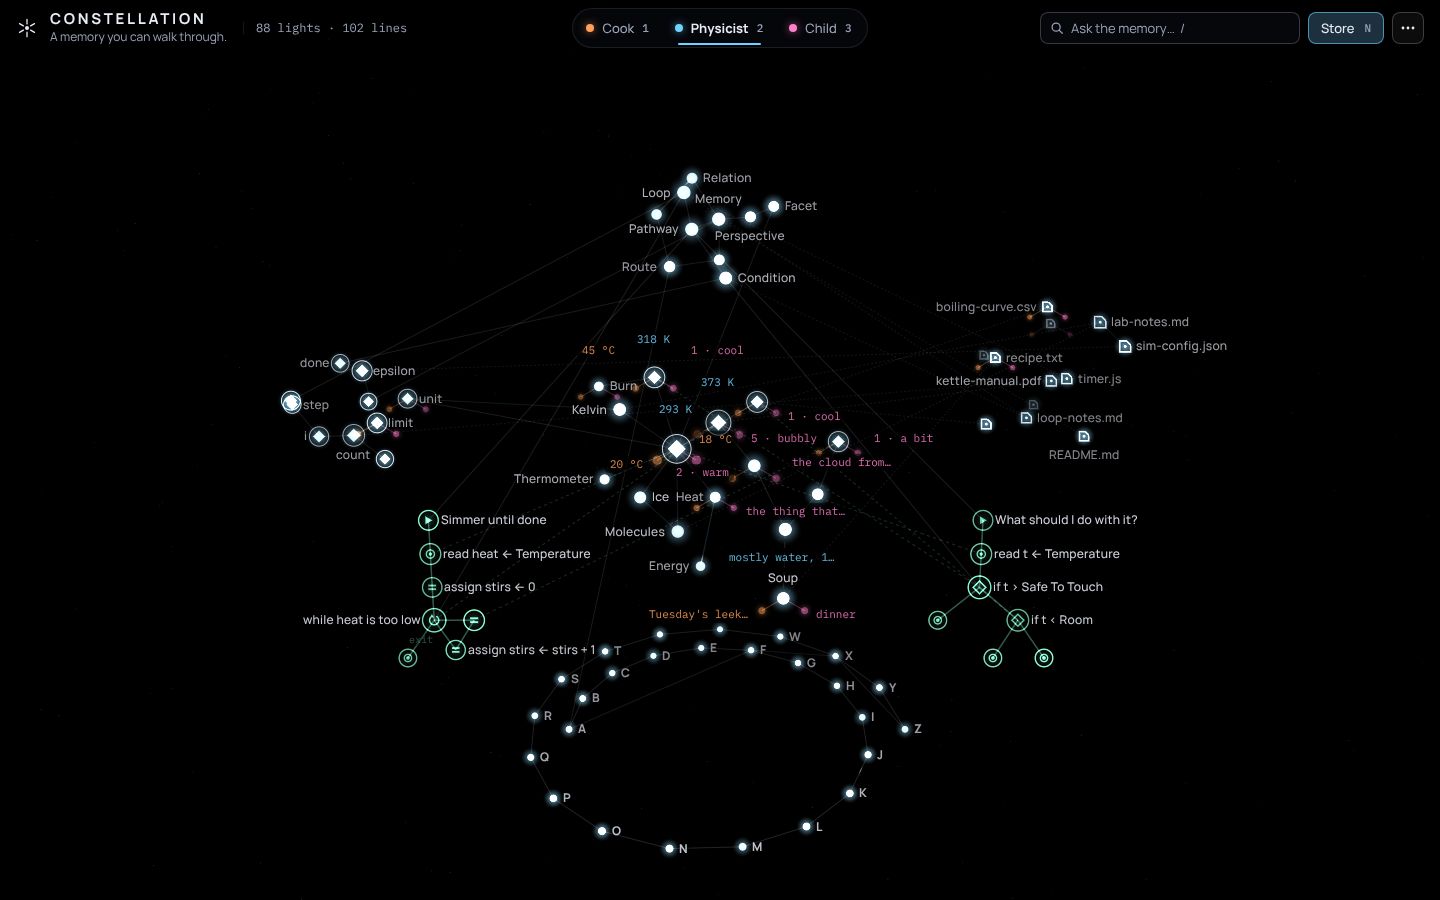 CONSTELLATION
A memory you can walk through.
88 lights · 102 lines
Cook 1
Physicist 2
Child 3
Ask the memory… /
Store N
Relation
Loop
Memory
Facet
Pathway
Perspective
Route
Condition
boiling-curve.csv
lab-notes.md
318 K
45 °C
1 · cool
sim-config.json
recipe.txt
done
epsilon
kettle-manual.pdf
timer.js
Burn
373 K
unit
step
Kelvin
293 K
1 · cool
loop-notes.md
limit
i
18 °C
5 · bubbly
1 · a bit
count
README.md
20 °C
2 · warm
the cloud from…
Thermometer
Ice
Heat
the thing that…
Simmer until done
What should I do with it?
Molecules
read heat ← Temperature
read t ← Temperature
mostly water, 1…
Energy
Soup
assign stirs ← 0
if t > Safe To Touch
Tuesday's leek…
dinner
while heat is too low
if t < Room
exit
assign stirs ← stirs + 1
T
W
D
E
F
G
X
S
C
H
Y
B
R
A
I
Z
Q
J
P
K
O
L
N
M